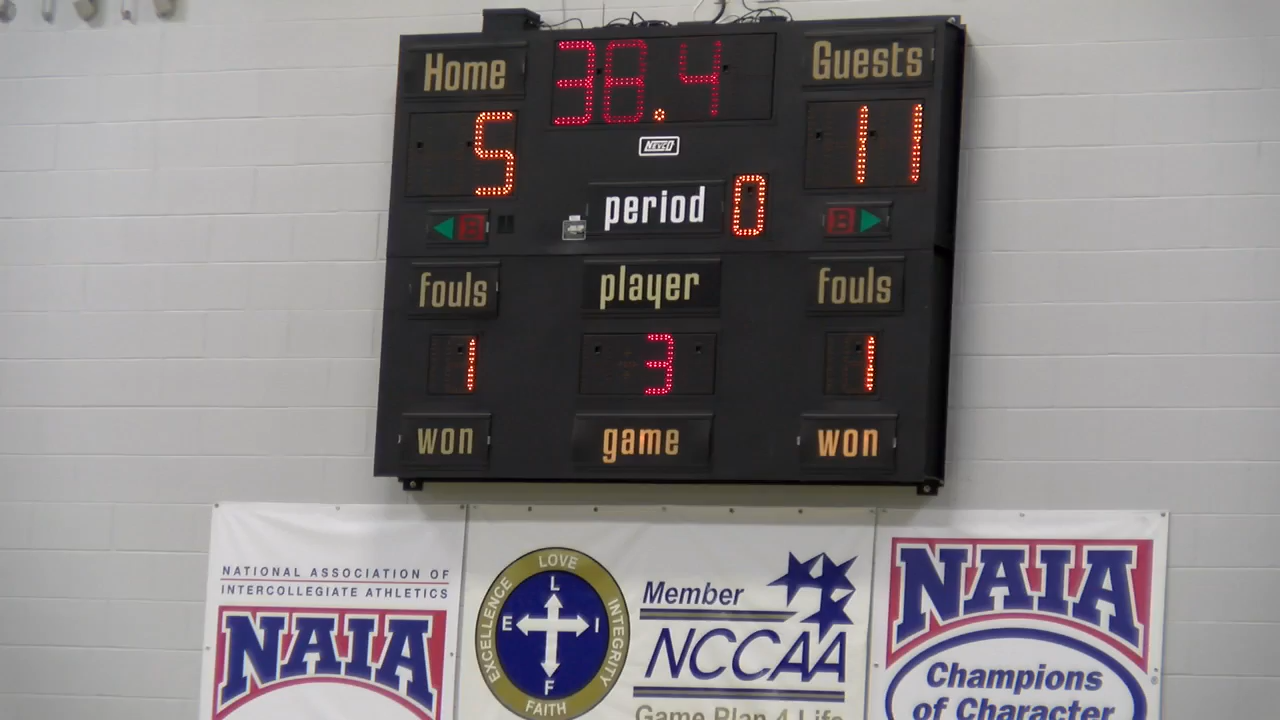 Home 38.4 Guests
5 11
NEVCO
period 0
B B
fouls player fouls
1 3 1
won game won
NATIONAL ASSOCIATION OF
INTERCOLLEGIATE ATHLETICS
NAIA
LOVE
EXCELLENCE
INTEGRITY
FAITH
L
E I
F
Member
NCCAA
Game Plan 4 Life
NAIA
Champions
of Character